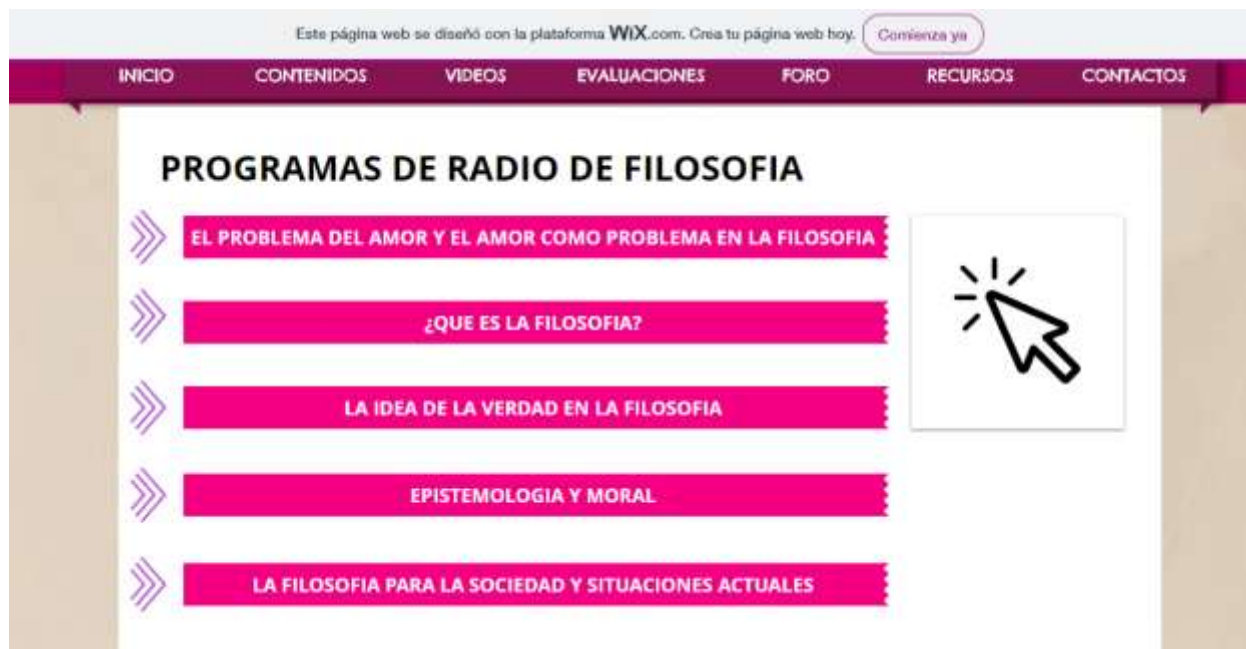 Este página web se diseñó con la plataforma WiX.com. Crea tu página web hoy. Comienza ya
INICIO CONTENIDOS VIDEOS EVALUACIONES FORO RECURSOS CONTACTOS
PROGRAMAS DE RADIO DE FILOSOFIA
EL PROBLEMA DEL AMOR Y EL AMOR COMO PROBLEMA EN LA FILOSOFIA
¿QUE ES LA FILOSOFIA?
LA IDEA DE LA VERDAD EN LA FILOSOFIA
EPISTEMOLOGIA Y MORAL
LA FILOSOFIA PARA LA SOCIEDAD Y SITUACIONES ACTUALES